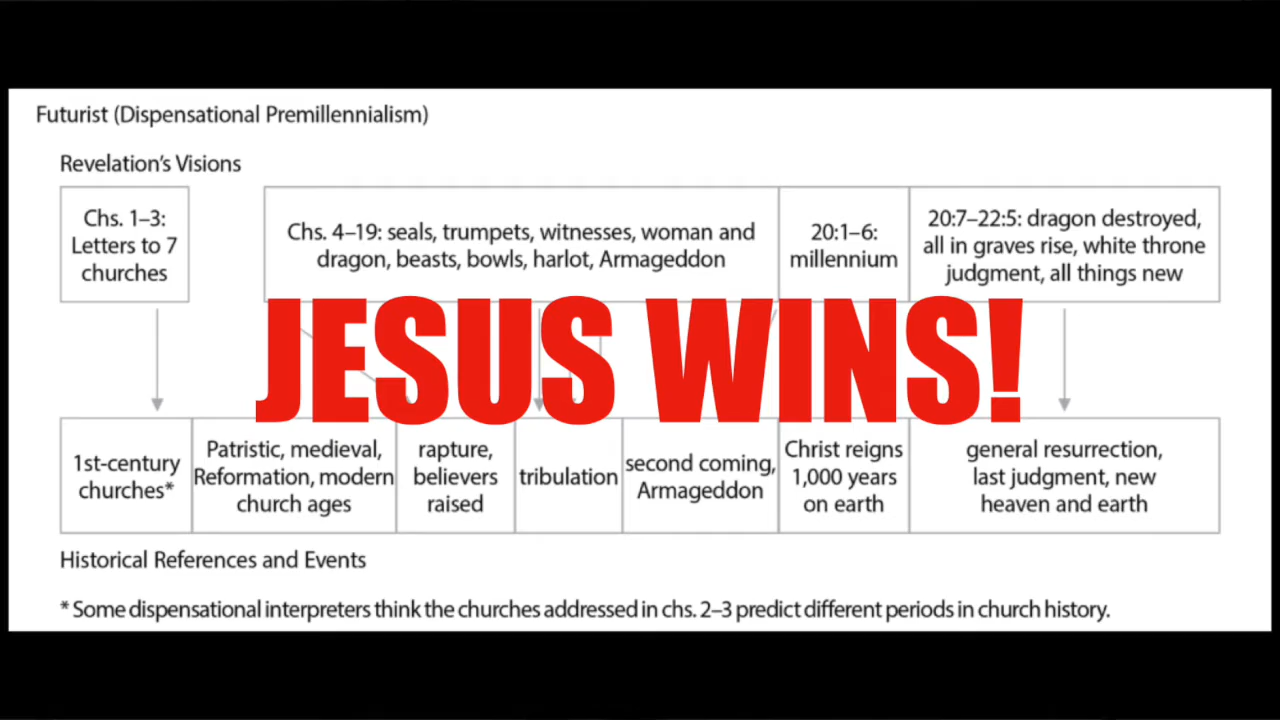 Futurist (Dispensational Premillennialism)
Revelation's Visions
Chs. 1–3:
Letters to 7
churches
Chs. 4–19: seals, trumpets, witnesses, woman and
dragon, beasts, bowls, harlot, Armageddon
20:1–6:
millennium
20:7–22:5: dragon destroyed,
all in graves rise, white throne
judgment, all things new
JESUS WINS!
1st-century
churches*
Patristic, medieval,
Reformation, modern
church ages
rapture,
believers
raised
tribulation
second coming,
Armageddon
Christ reigns
1,000 years
on earth
general resurrection,
last judgment, new
heaven and earth
Historical References and Events
* Some dispensational interpreters think the churches addressed in chs. 2–3 predict different periods in church history.